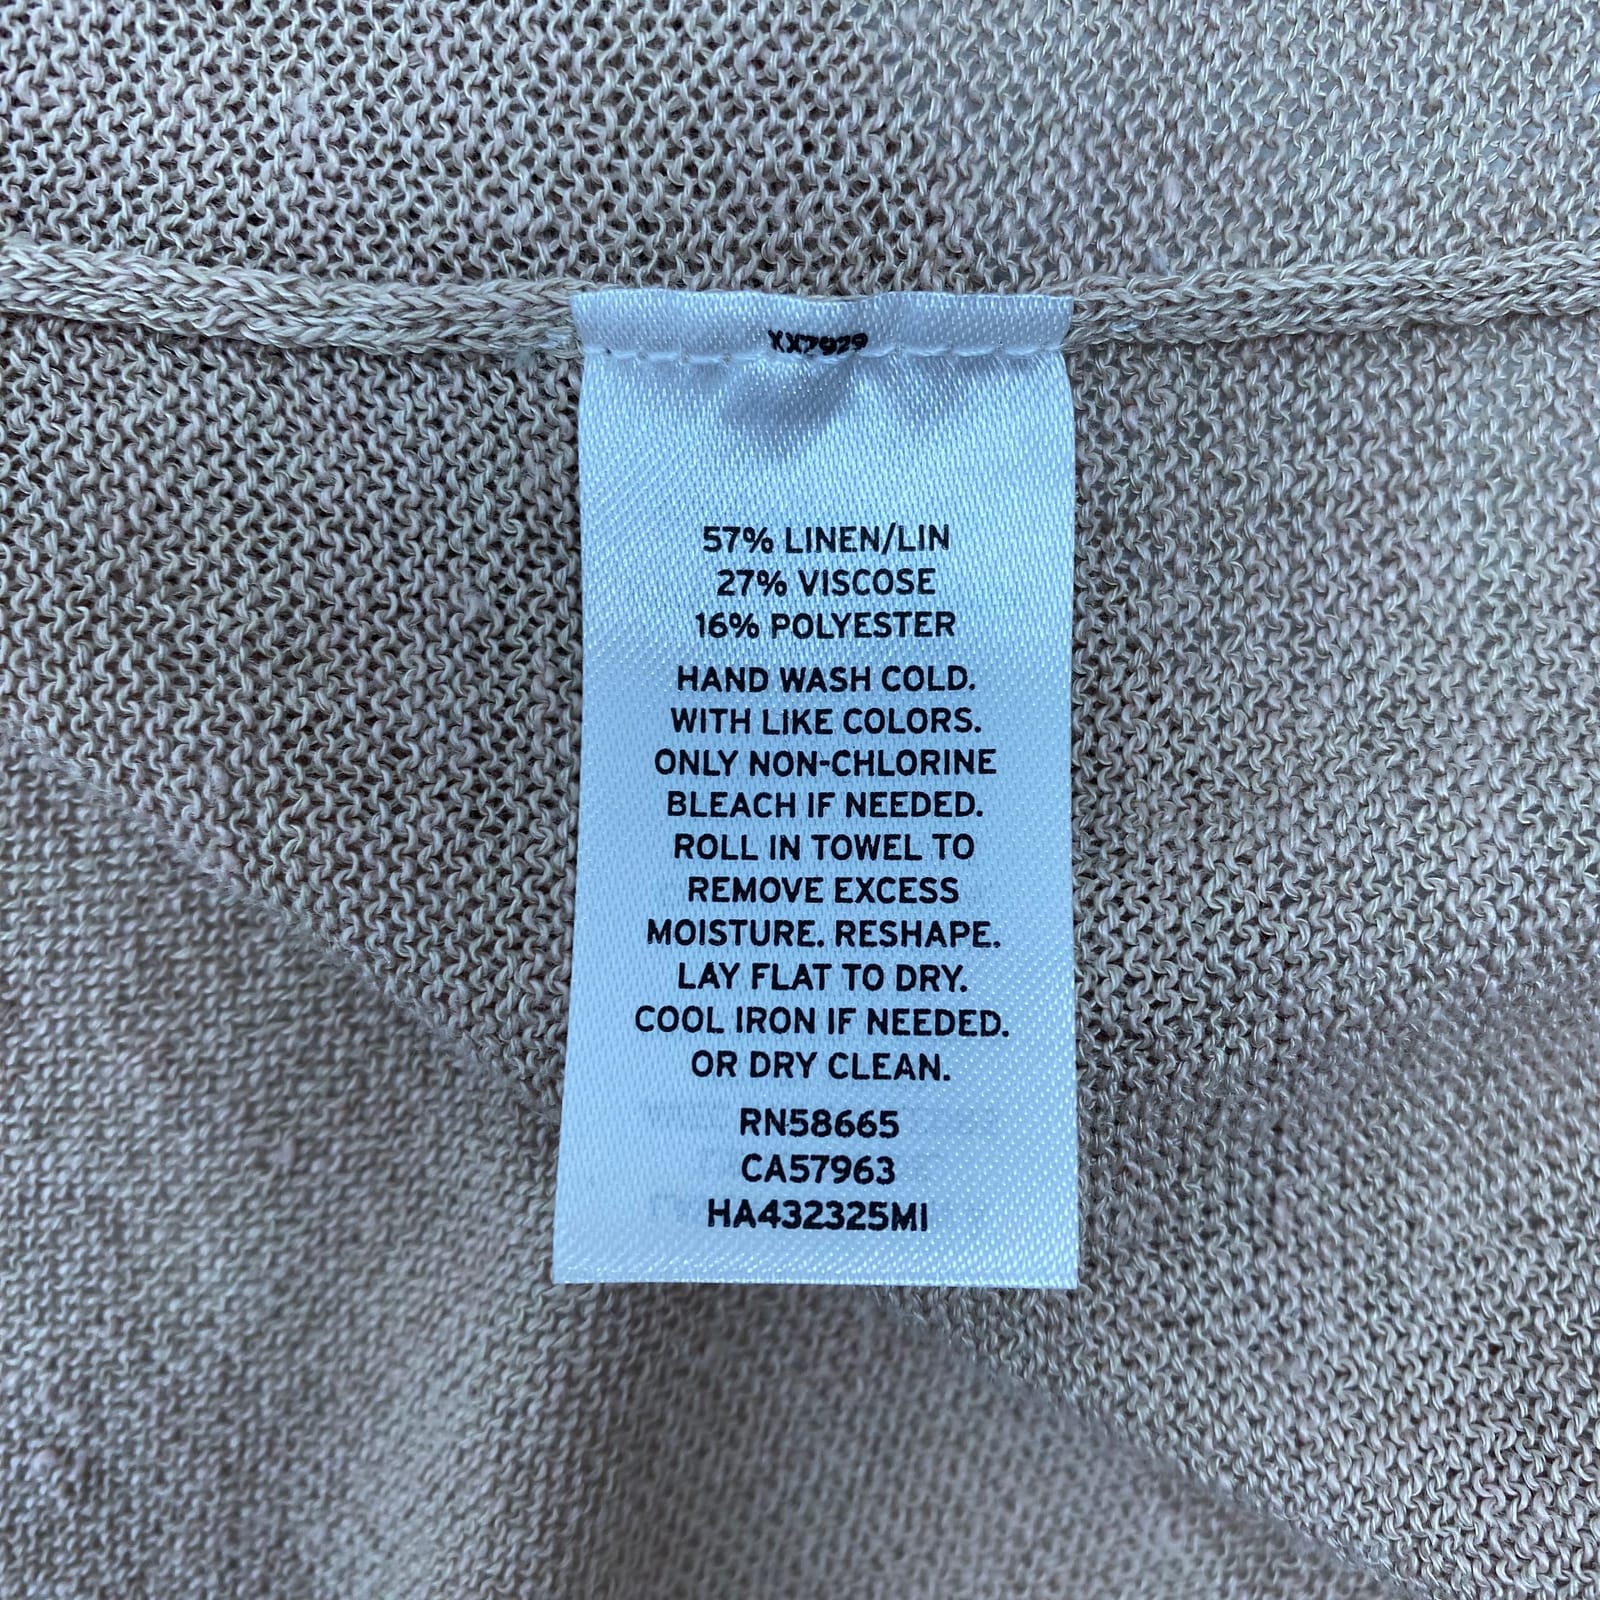 XX7929
57% LINEN/LIN
27% VISCOSE
16% POLYESTER
HAND WASH COLD.
WITH LIKE COLORS.
ONLY NON-CHLORINE
BLEACH IF NEEDED.
ROLL IN TOWEL TO
REMOVE EXCESS
MOISTURE. RESHAPE.
LAY FLAT TO DRY.
COOL IRON IF NEEDED.
OR DRY CLEAN.
RN58665
CA57963
HA432325MI